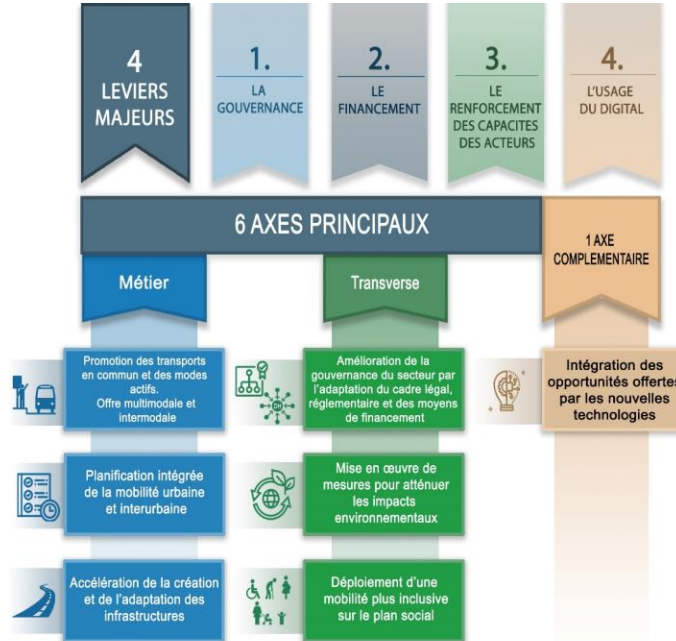 4
LEVIERS
MAJEURS
1.
LA
GOUVERNANCE
2.
LE
FINANCEMENT
3.
LE
RENFORCEMENT
DES CAPACITES
DES ACTEURS
4.
L'USAGE
DU DIGITAL
6 AXES PRINCIPAUX
1 AXE
COMPLEMENTAIRE
Métier
Transverse
Promotion des transports
en commun et des modes
actifs.
Offre multimodale et
intermodale
Amélioration de la
gouvernance du secteur par
l'adaptation du cadre légal,
réglementaire et des moyens
de financement
Intégration des
opportunités offertes
par les nouvelles
technologies
Planification intégrée
de la mobilité urbaine
et interurbaine
Mise en œuvre de
mesures pour atténuer
les impacts
environnementaux
Accélération de la création
et de l'adaptation des
infrastructures
Déploiement d'une
mobilité plus inclusive
sur le plan social
DH